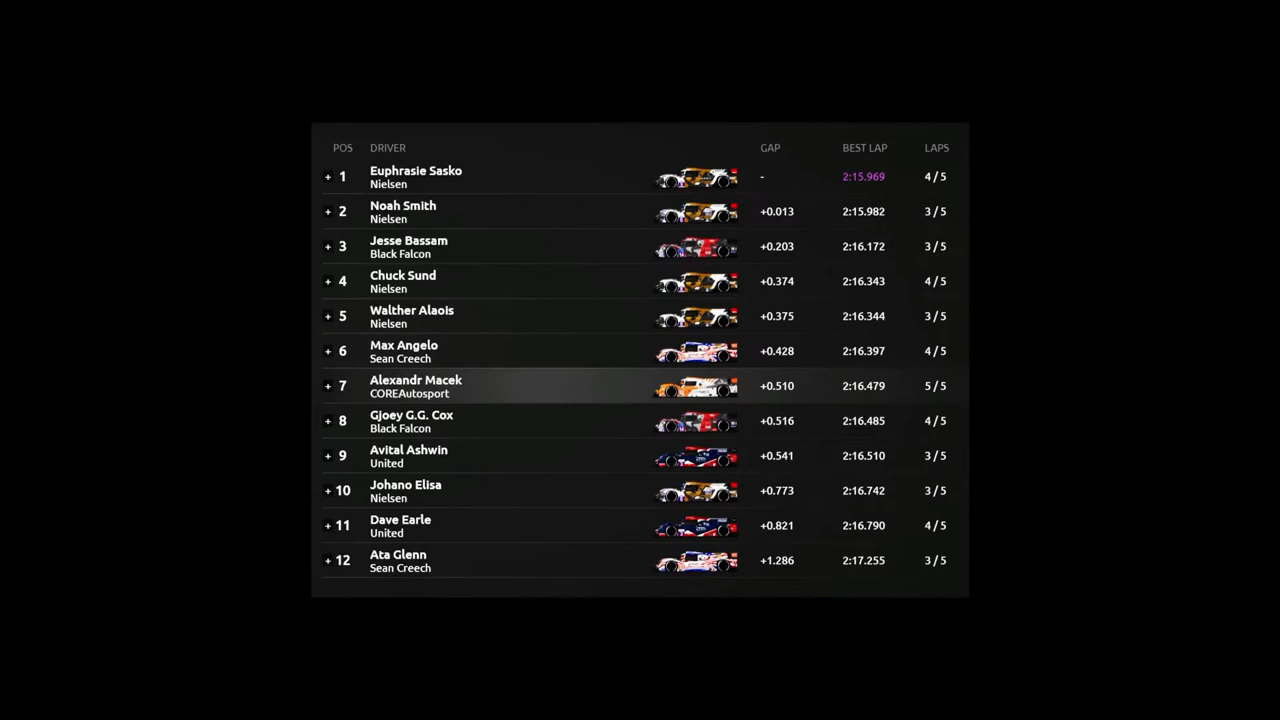 POS DRIVER GAP BEST LAP LAPS
+ 1 Euphrasie Sasko - 2:15.969 4 / 5
Nielsen
+ 2 Noah Smith +0.013 2:15.982 3 / 5
Nielsen
+ 3 Jesse Bassam +0.203 2:16.172 3 / 5
Black Falcon
+ 4 Chuck Sund +0.374 2:16.343 4 / 5
Nielsen
+ 5 Walther Alaois +0.375 2:16.344 3 / 5
Nielsen
+ 6 Max Angelo +0.428 2:16.397 4 / 5
Sean Creech
+ 7 Alexandr Macek +0.510 2:16.479 5 / 5
COREAutosport
+ 8 Gjoey G.G. Cox +0.516 2:16.485 4 / 5
Black Falcon
+ 9 Avital Ashwin +0.541 2:16.510 3 / 5
United
+ 10 Johano Elisa +0.773 2:16.742 3 / 5
Nielsen
+ 11 Dave Earle +0.821 2:16.790 4 / 5
United
+ 12 Ata Glenn +1.286 2:17.255 3 / 5
Sean Creech